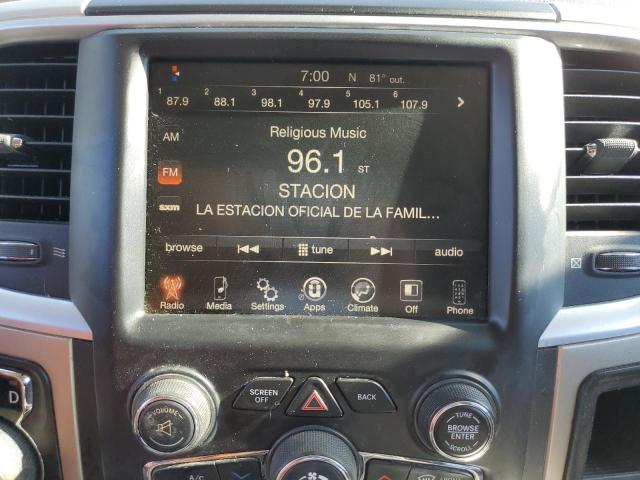 7:00 N 81° out.
1 2 3 4 5 6
87.9 88.1 98.1 97.9 105.1 107.9
AM
Religious Music
FM
96.1 ST
STACION
sxm
LA ESTACION OFICIAL DE LA FAMIL...
browse tune audio
Radio Media Settings Apps Climate Off Phone
SCREEN OFF
BACK
VOLUME
TUNE
BROWSE
ENTER
SCROLL
D
A/C